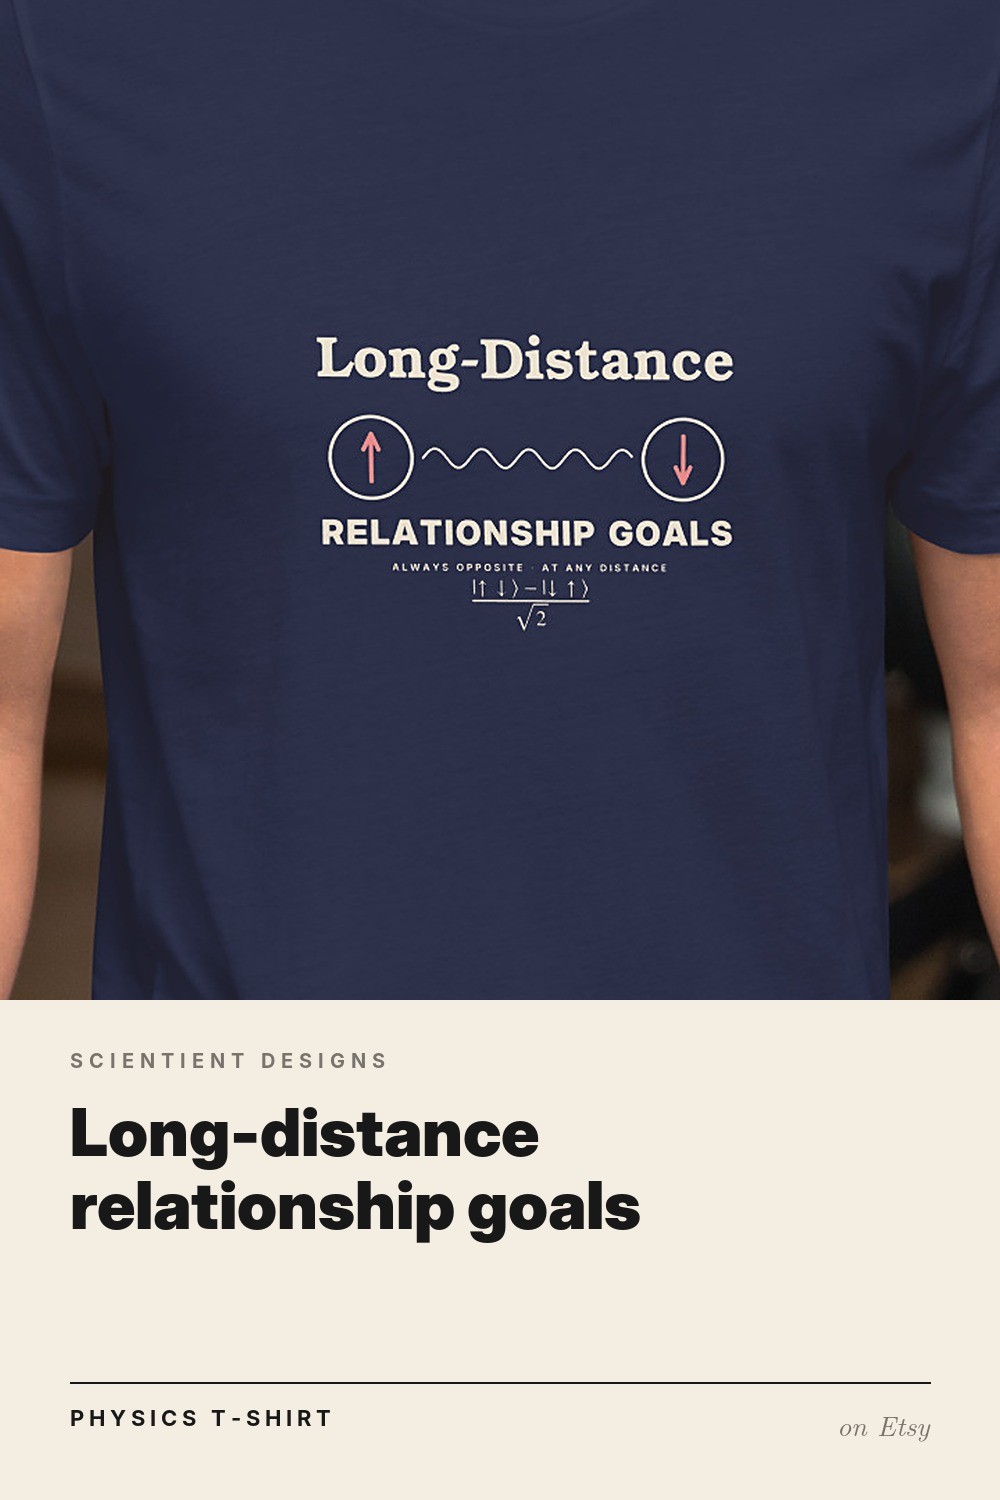 Long-Distance
RELATIONSHIP GOALS
ALWAYS OPPOSITE · AT ANY DISTANCE
|↑ ↓⟩ − |↓ ↑⟩
√2
SCIENTIENT DESIGNS
Long-distance
relationship goals
PHYSICS T-SHIRT
on Etsy